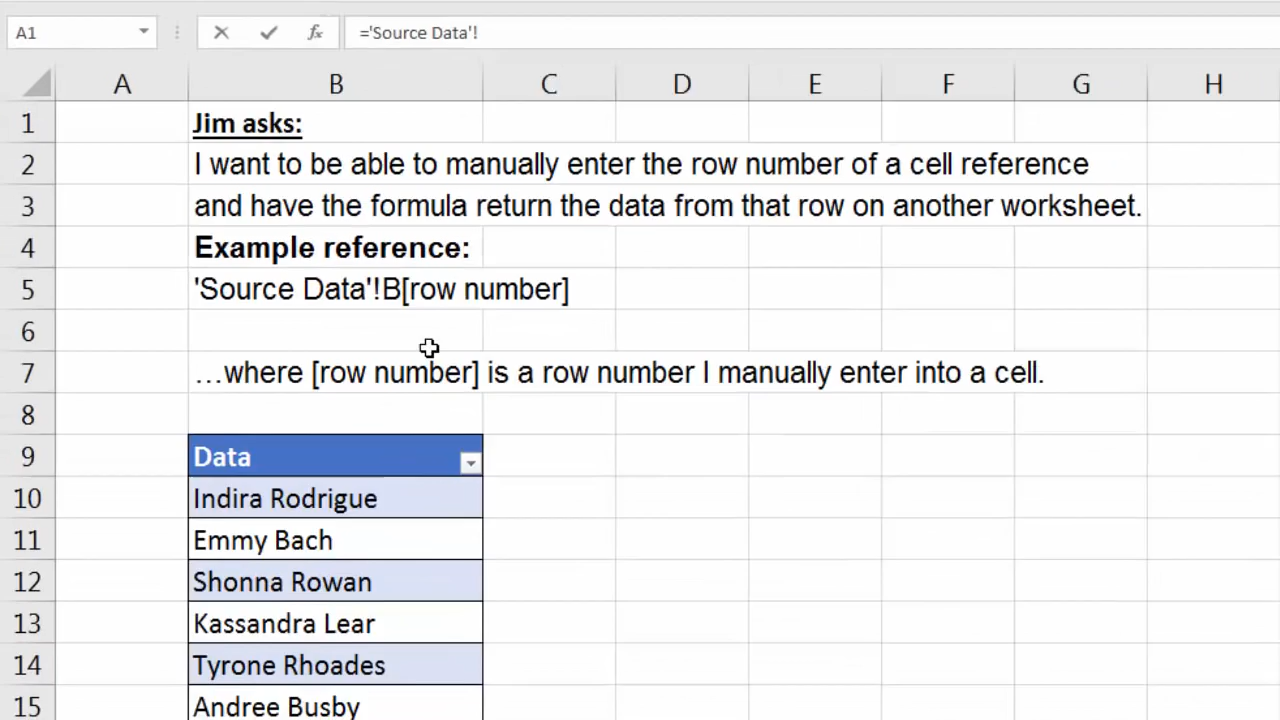 A1 fx ='Source Data'!
A B C D E F G H
1 Jim asks:
2 I want to be able to manually enter the row number of a cell reference
3 and have the formula return the data from that row on another worksheet.
4 Example reference:
5 'Source Data'!B[row number]
6
7 …where [row number] is a row number I manually enter into a cell.
8
9 Data
10 Indira Rodrigue
11 Emmy Bach
12 Shonna Rowan
13 Kassandra Lear
14 Tyrone Rhoades
15 Andree Busby